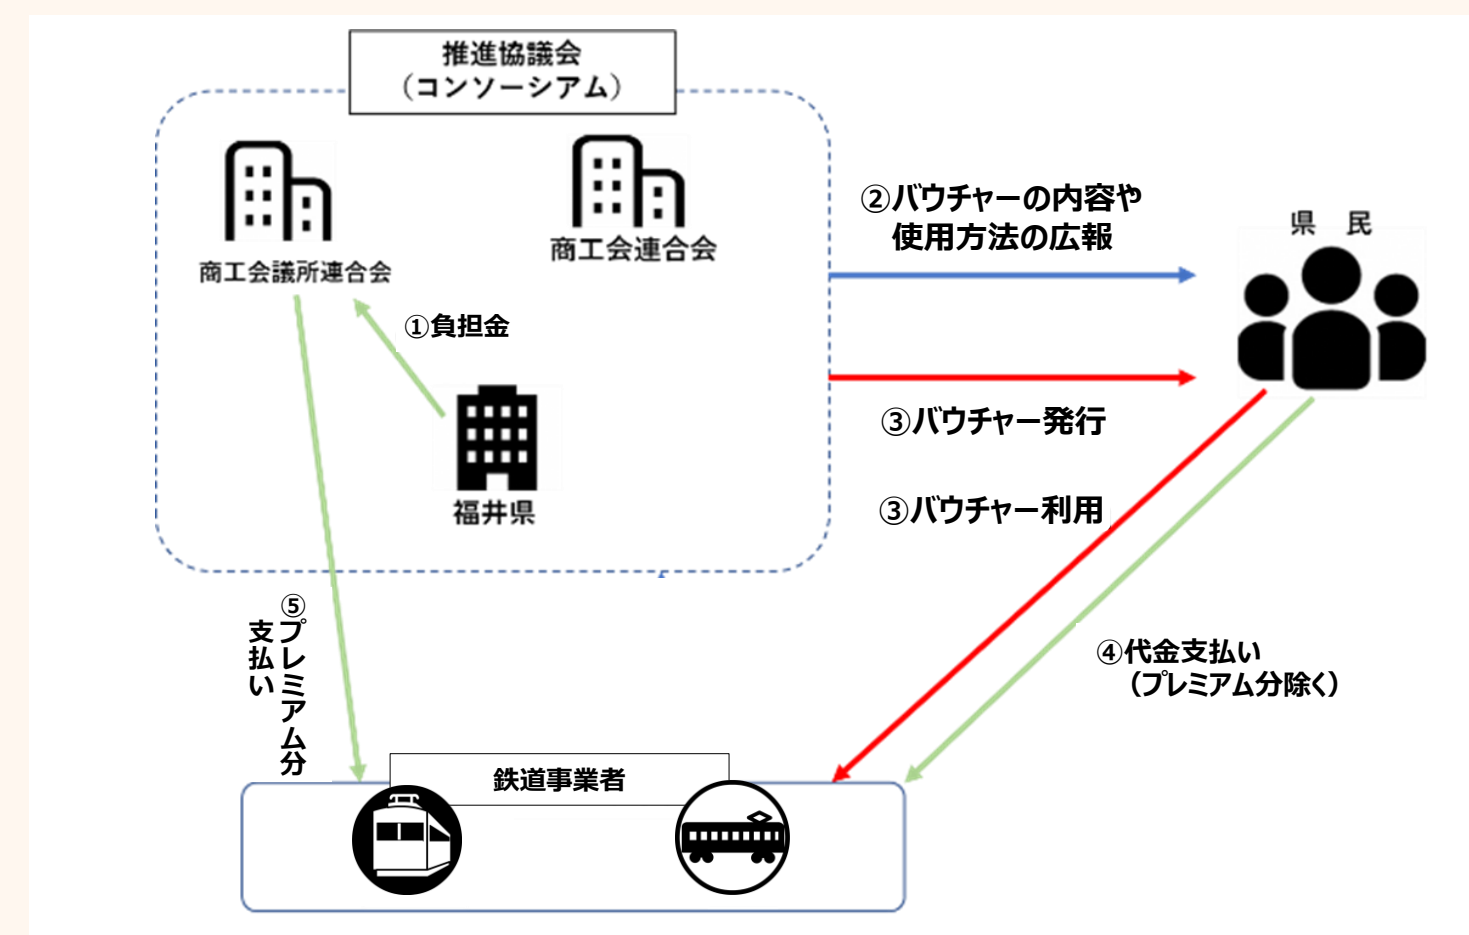 推進協議会
（コンソーシアム）
商工会議所連合会
商工会連合会
①負担金
福井県
②バウチャーの内容や
使用方法の広報
県　民
③バウチャー発行
③バウチャー利用
④代金支払い
（プレミアム分除く）
⑤プレミアム分
支払い
鉄道事業者